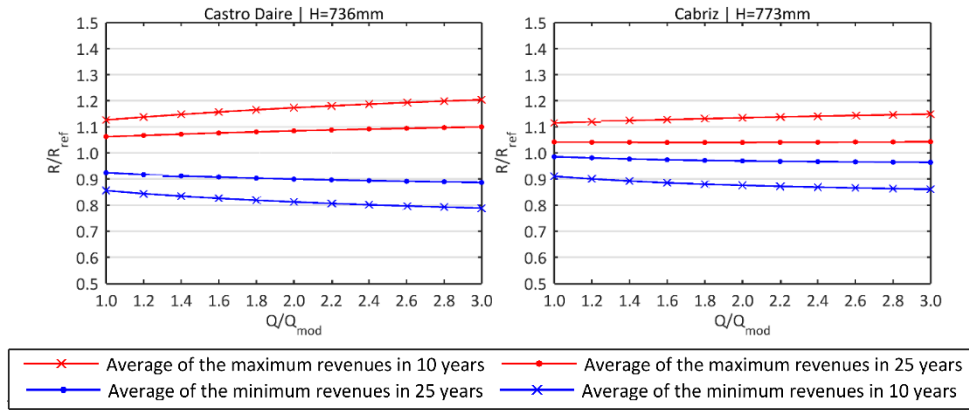 Castro Daire | H=736mm
1.5
1.4
1.3
1.2
1.1
1.0
0.9
0.8
0.7
0.6
0.5
R/Rref
1.0 1.2 1.4 1.6 1.8 2.0 2.2 2.4 2.6 2.8 3.0
Q/Qmod
Cabriz | H=773mm
1.5
1.4
1.3
1.2
1.1
1.0
0.9
0.8
0.7
0.6
0.5
R/Rref
1.0 1.2 1.4 1.6 1.8 2.0 2.2 2.4 2.6 2.8 3.0
Q/Qmod
Average of the maximum revenues in 10 years
Average of the maximum revenues in 25 years
Average of the minimum revenues in 25 years
Average of the minimum revenues in 10 years